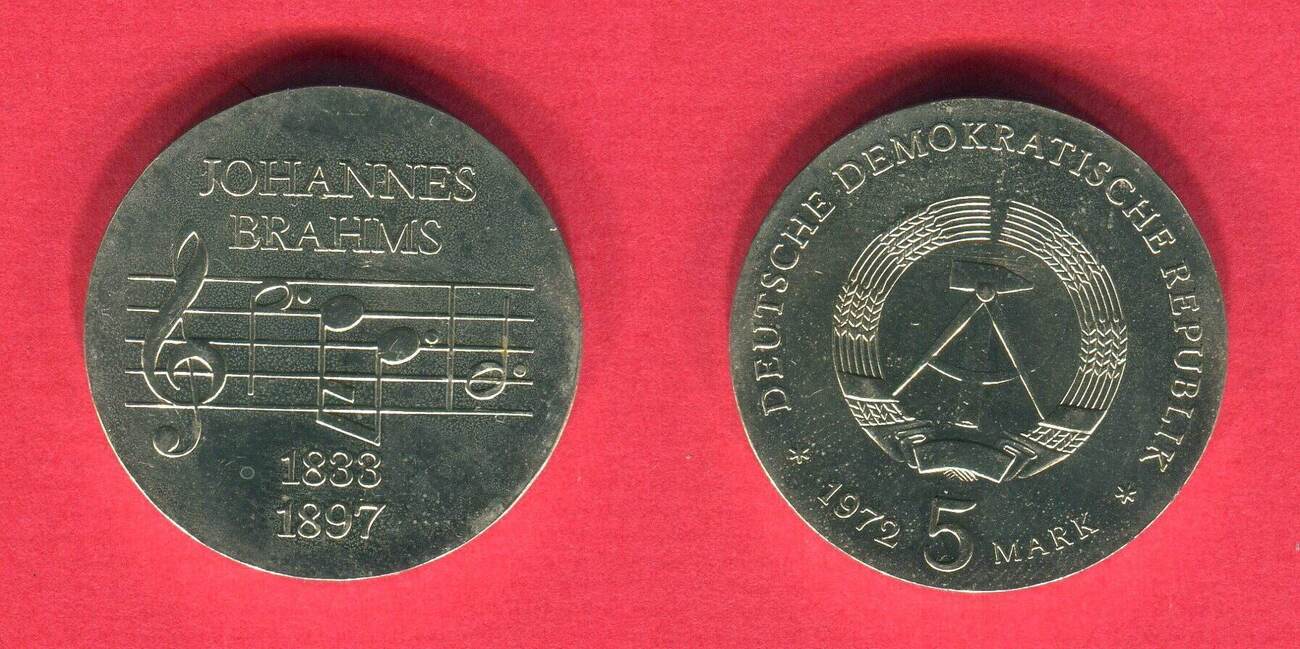 JOHANNES
BRAHMS
1833
1897
DEUTSCHE DEMOKRATISCHE REPUBLIK
* 1972 5 MARK *